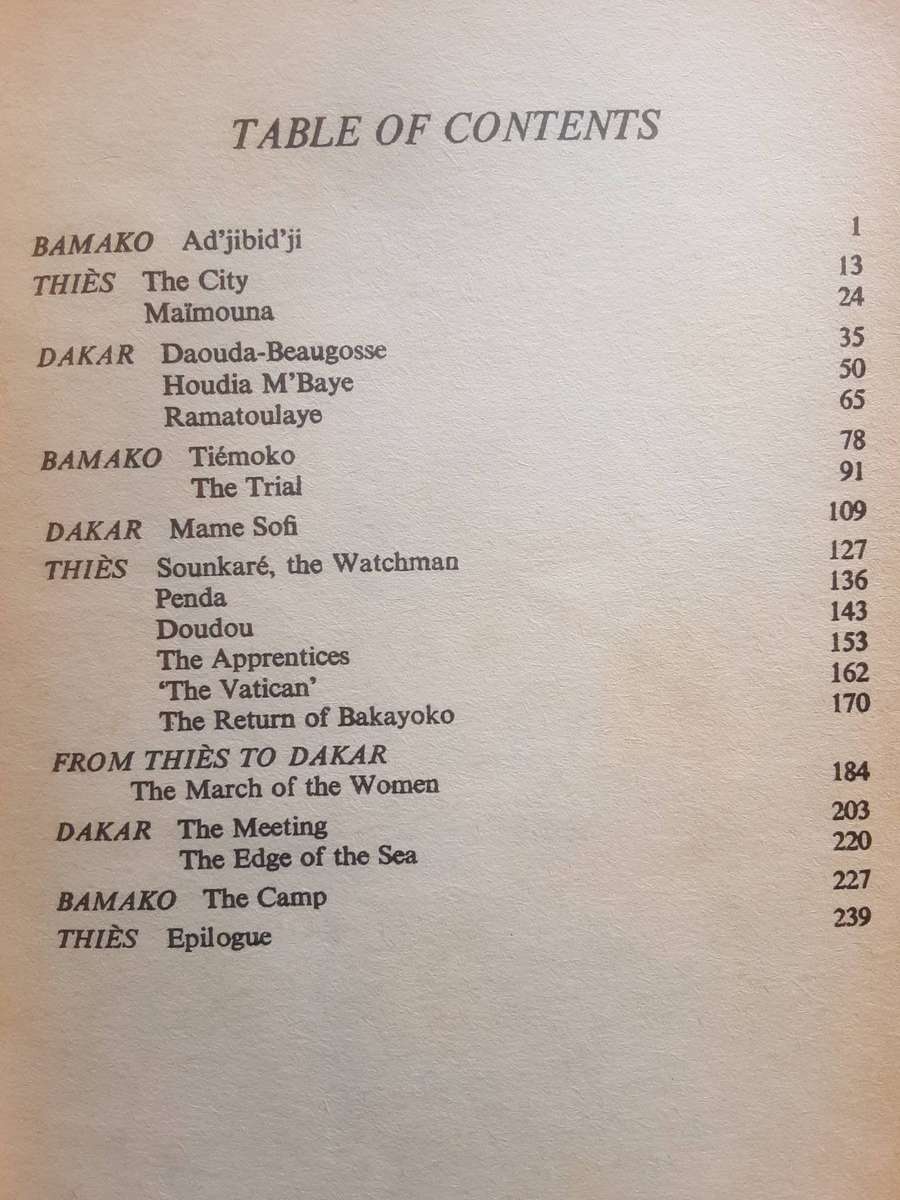 TABLE OF CONTENTS
BAMAKO Ad'jibid'ji 1
THIÈS The City 13
Maïmouna 24
DAKAR Daouda-Beaugosse 35
Houdia M'Baye 50
Ramatoulaye 65
BAMAKO Tiémoko 78
The Trial 91
DAKAR Mame Sofi 109
THIÈS Sounkaré, the Watchman 127
Penda 136
Doudou 143
The Apprentices 153
'The Vatican' 162
The Return of Bakayoko 170
FROM THIÈS TO DAKAR
The March of the Women 184
DAKAR The Meeting 203
The Edge of the Sea 220
BAMAKO The Camp 227
THIÈS Epilogue 239